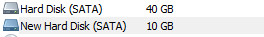 Hard Disk (SATA) 40 GB
New Hard Disk (SATA) 10 GB